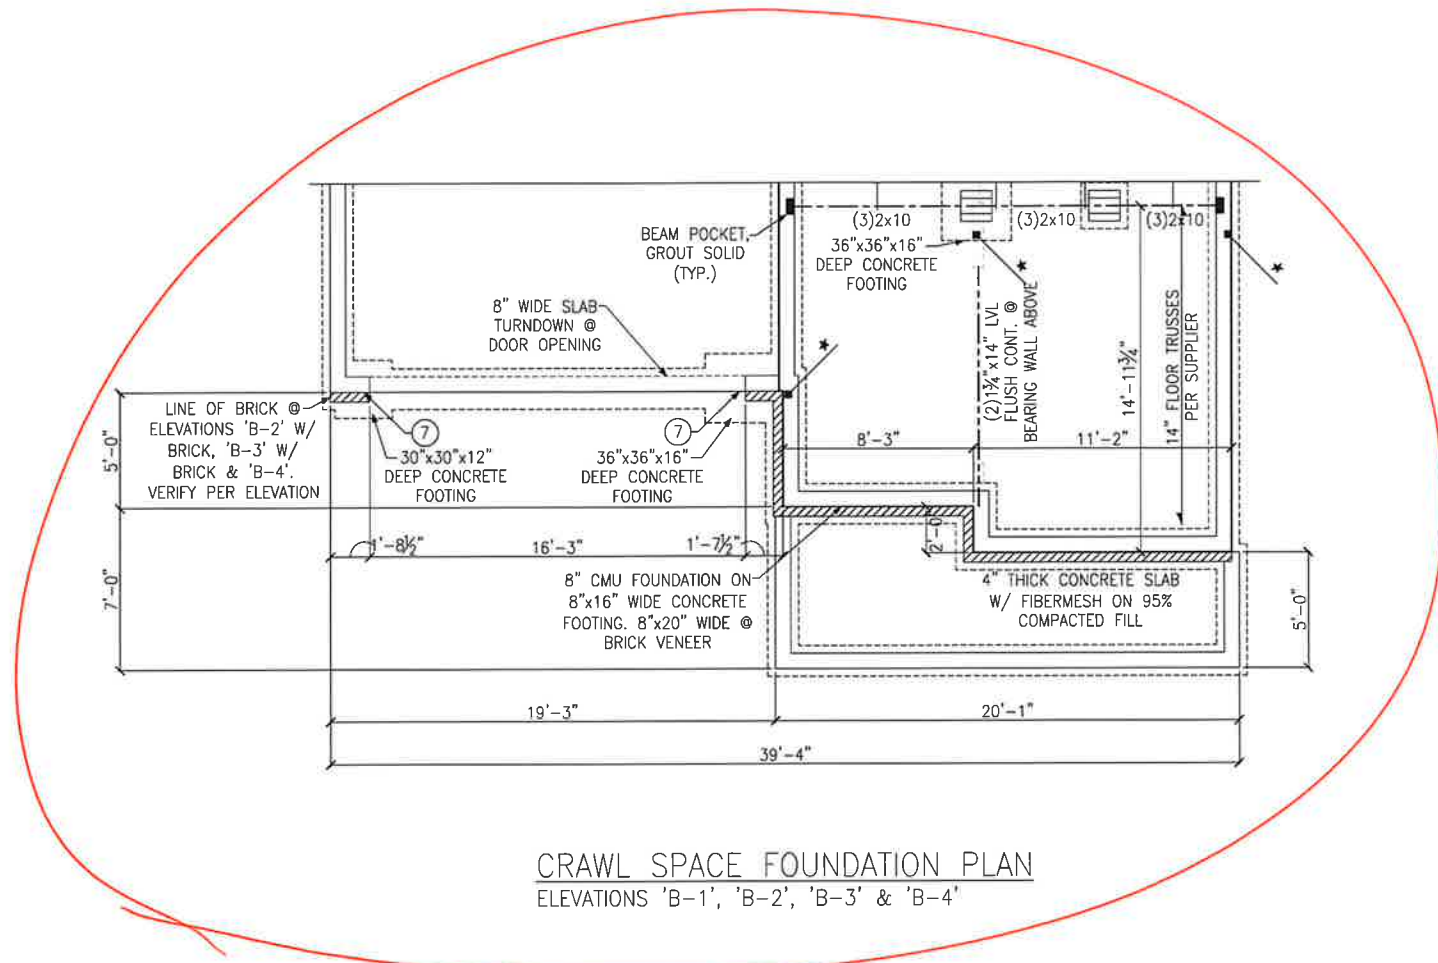 BEAM POCKET,
GROUT SOLID
(TYP.)
(3)2x10
(3)2x10
(3)2x10
36"x36"x16"
DEEP CONCRETE
FOOTING
8" WIDE SLAB
TURNDOWN @
DOOR OPENING
(2)1¾"x14" LVL
FLUSH CONT. @
BEARING WALL ABOVE
14'-11¾"
14" FLOOR TRUSSES
PER SUPPLIER
LINE OF BRICK @
ELEVATIONS 'B-2' W/
BRICK, 'B-3' W/
BRICK & 'B-4'.
VERIFY PER ELEVATION
5'-0"
7
30"x30"x12"
DEEP CONCRETE
FOOTING
7
36"x36"x16"
DEEP CONCRETE
FOOTING
8'-3"
11'-2"
1'-8½"
16'-3"
1'-7½"
2'-0"
7'-0"
8" CMU FOUNDATION ON
8"x16" WIDE CONCRETE
FOOTING. 8"x20" WIDE @
BRICK VENEER
4" THICK CONCRETE SLAB
W/ FIBERMESH ON 95%
COMPACTED FILL
5'-0"
19'-3"
20'-1"
39'-4"
CRAWL SPACE FOUNDATION PLAN
ELEVATIONS 'B-1', 'B-2', 'B-3' & 'B-4'